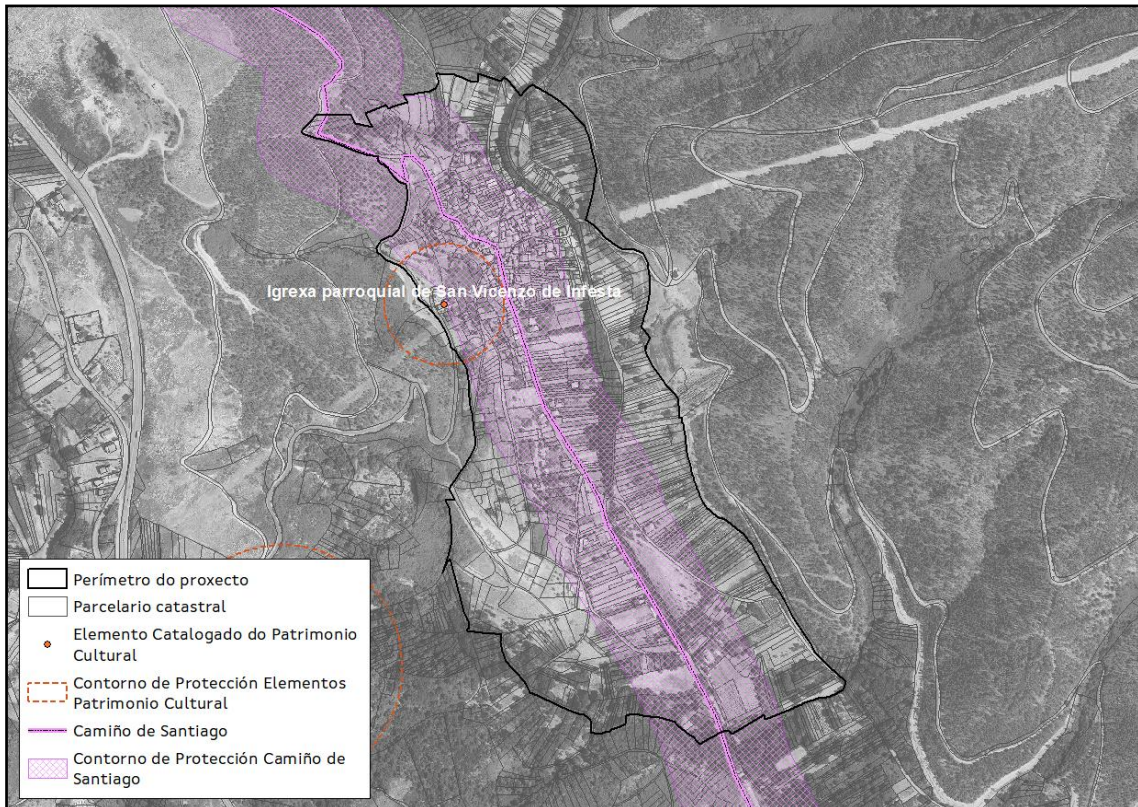 Igrexa parroquial de San Vicenzo de Infesta
Perímetro do proxecto
Parcelario catastral
Elemento Catalogado do Patrimonio
Cultural
Contorno de Protección Elementos
Patrimonio Cultural
Camiño de Santiago
Contorno de Protección Camiño de
Santiago